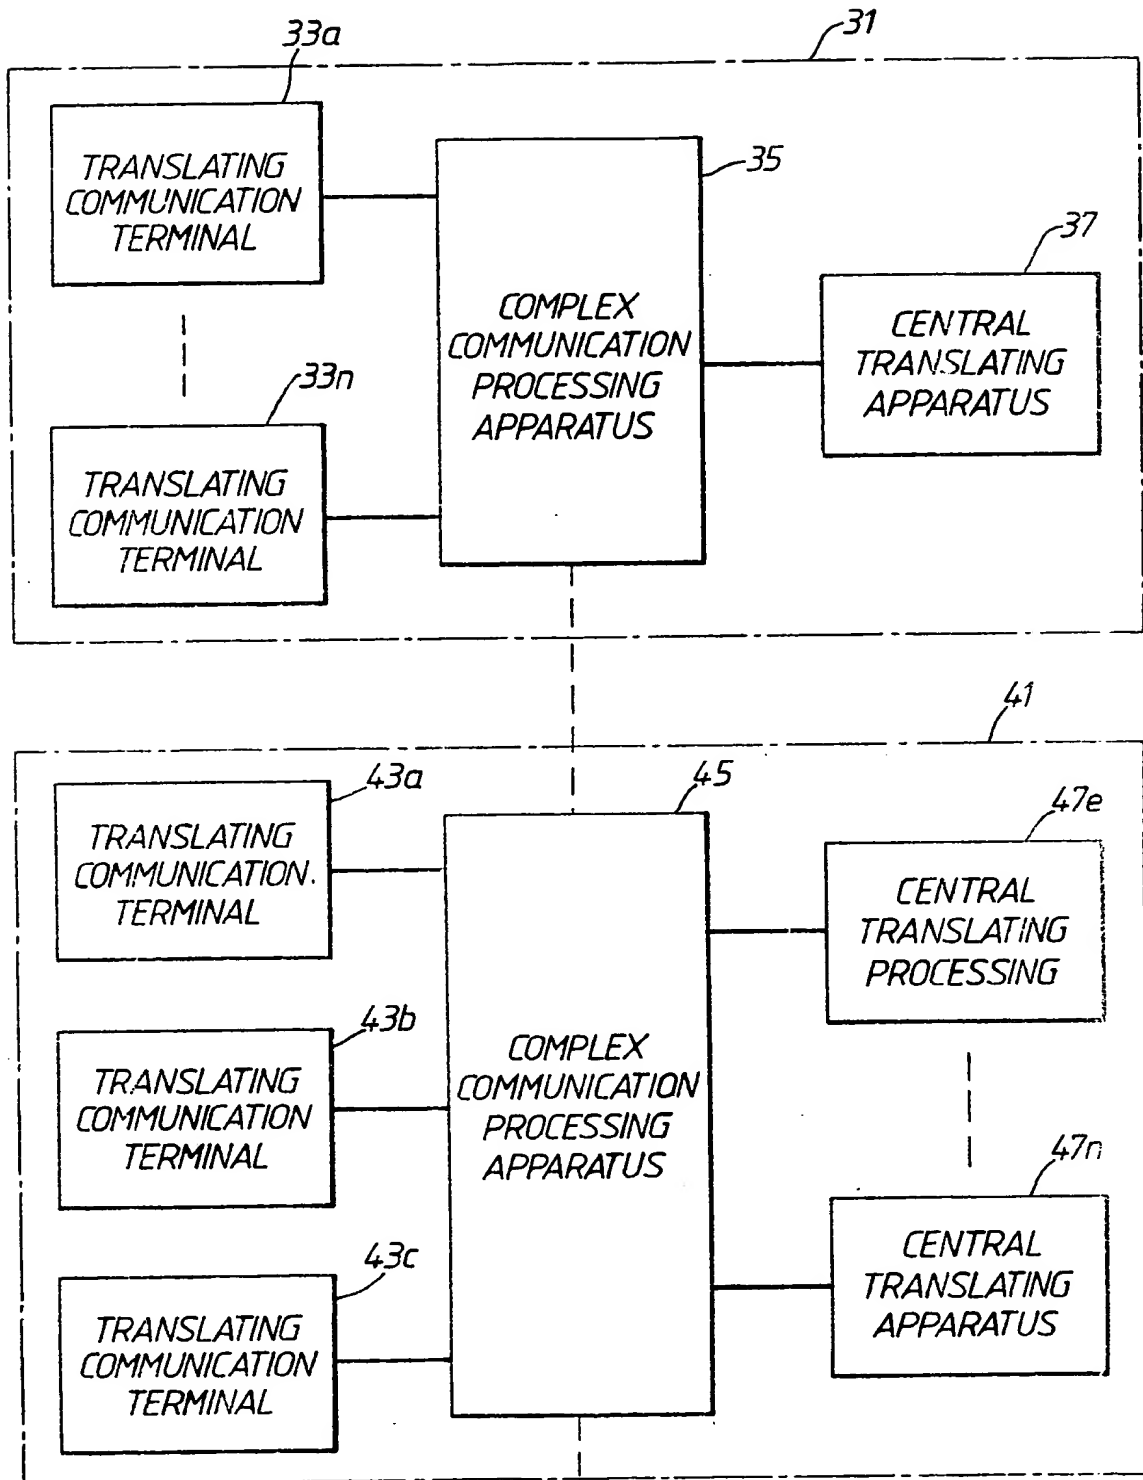 31
33a
TRANSLATING
COMMUNICATION
TERMINAL
35
COMPLEX
COMMUNICATION
PROCESSING
APPARATUS
37
CENTRAL
TRANSLATING
APPARATUS
33n
TRANSLATING
COMMUNICATION
TERMINAL
41
43a
TRANSLATING
COMMUNICATION.
TERMINAL
45
COMPLEX
COMMUNICATION
PROCESSING
APPARATUS
47e
CENTRAL
TRANSLATING
PROCESSING
43b
TRANSLATING
COMMUNICATION
TERMINAL
47n
CENTRAL
TRANSLATING
APPARATUS
43c
TRANSLATING
COMMUNICATION
TERMINAL